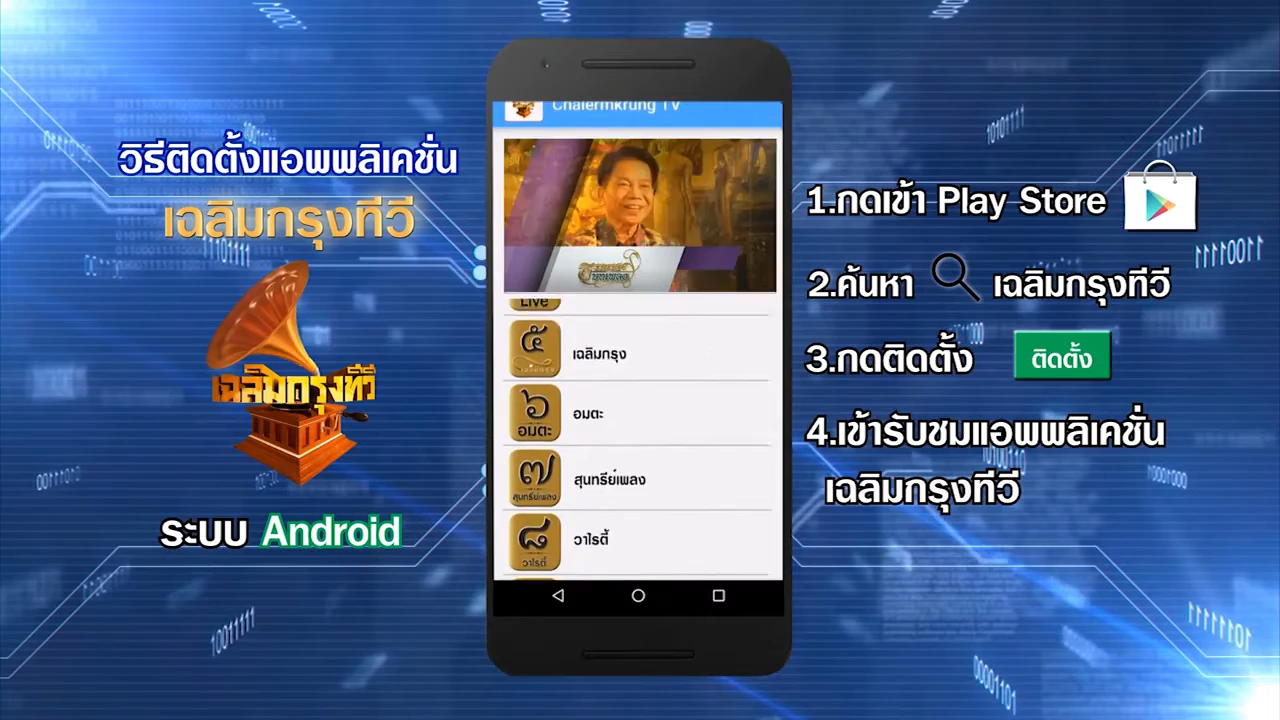 วิธีติดตั้งแอพพลิเคชั่น
เฉลิมกรุงทีวี
เฉลิมกรุงทีวี
ระบบ Android
Chalermkrung TV
Live
๕
เฉลิมกรุง
๖
อมตะ
อมตะ
๗
สุนทรีย์เพลง
สุนทรีย์เพลง
๘
วาไรตี้
วาไรตี้
1.กดเข้า Play Store
2.ค้นหา เฉลิมกรุงทีวี
3.กดติดตั้ง ติดตั้ง
4.เข้ารับชมแอพพลิเคชั่น
เฉลิมกรุงทีวี